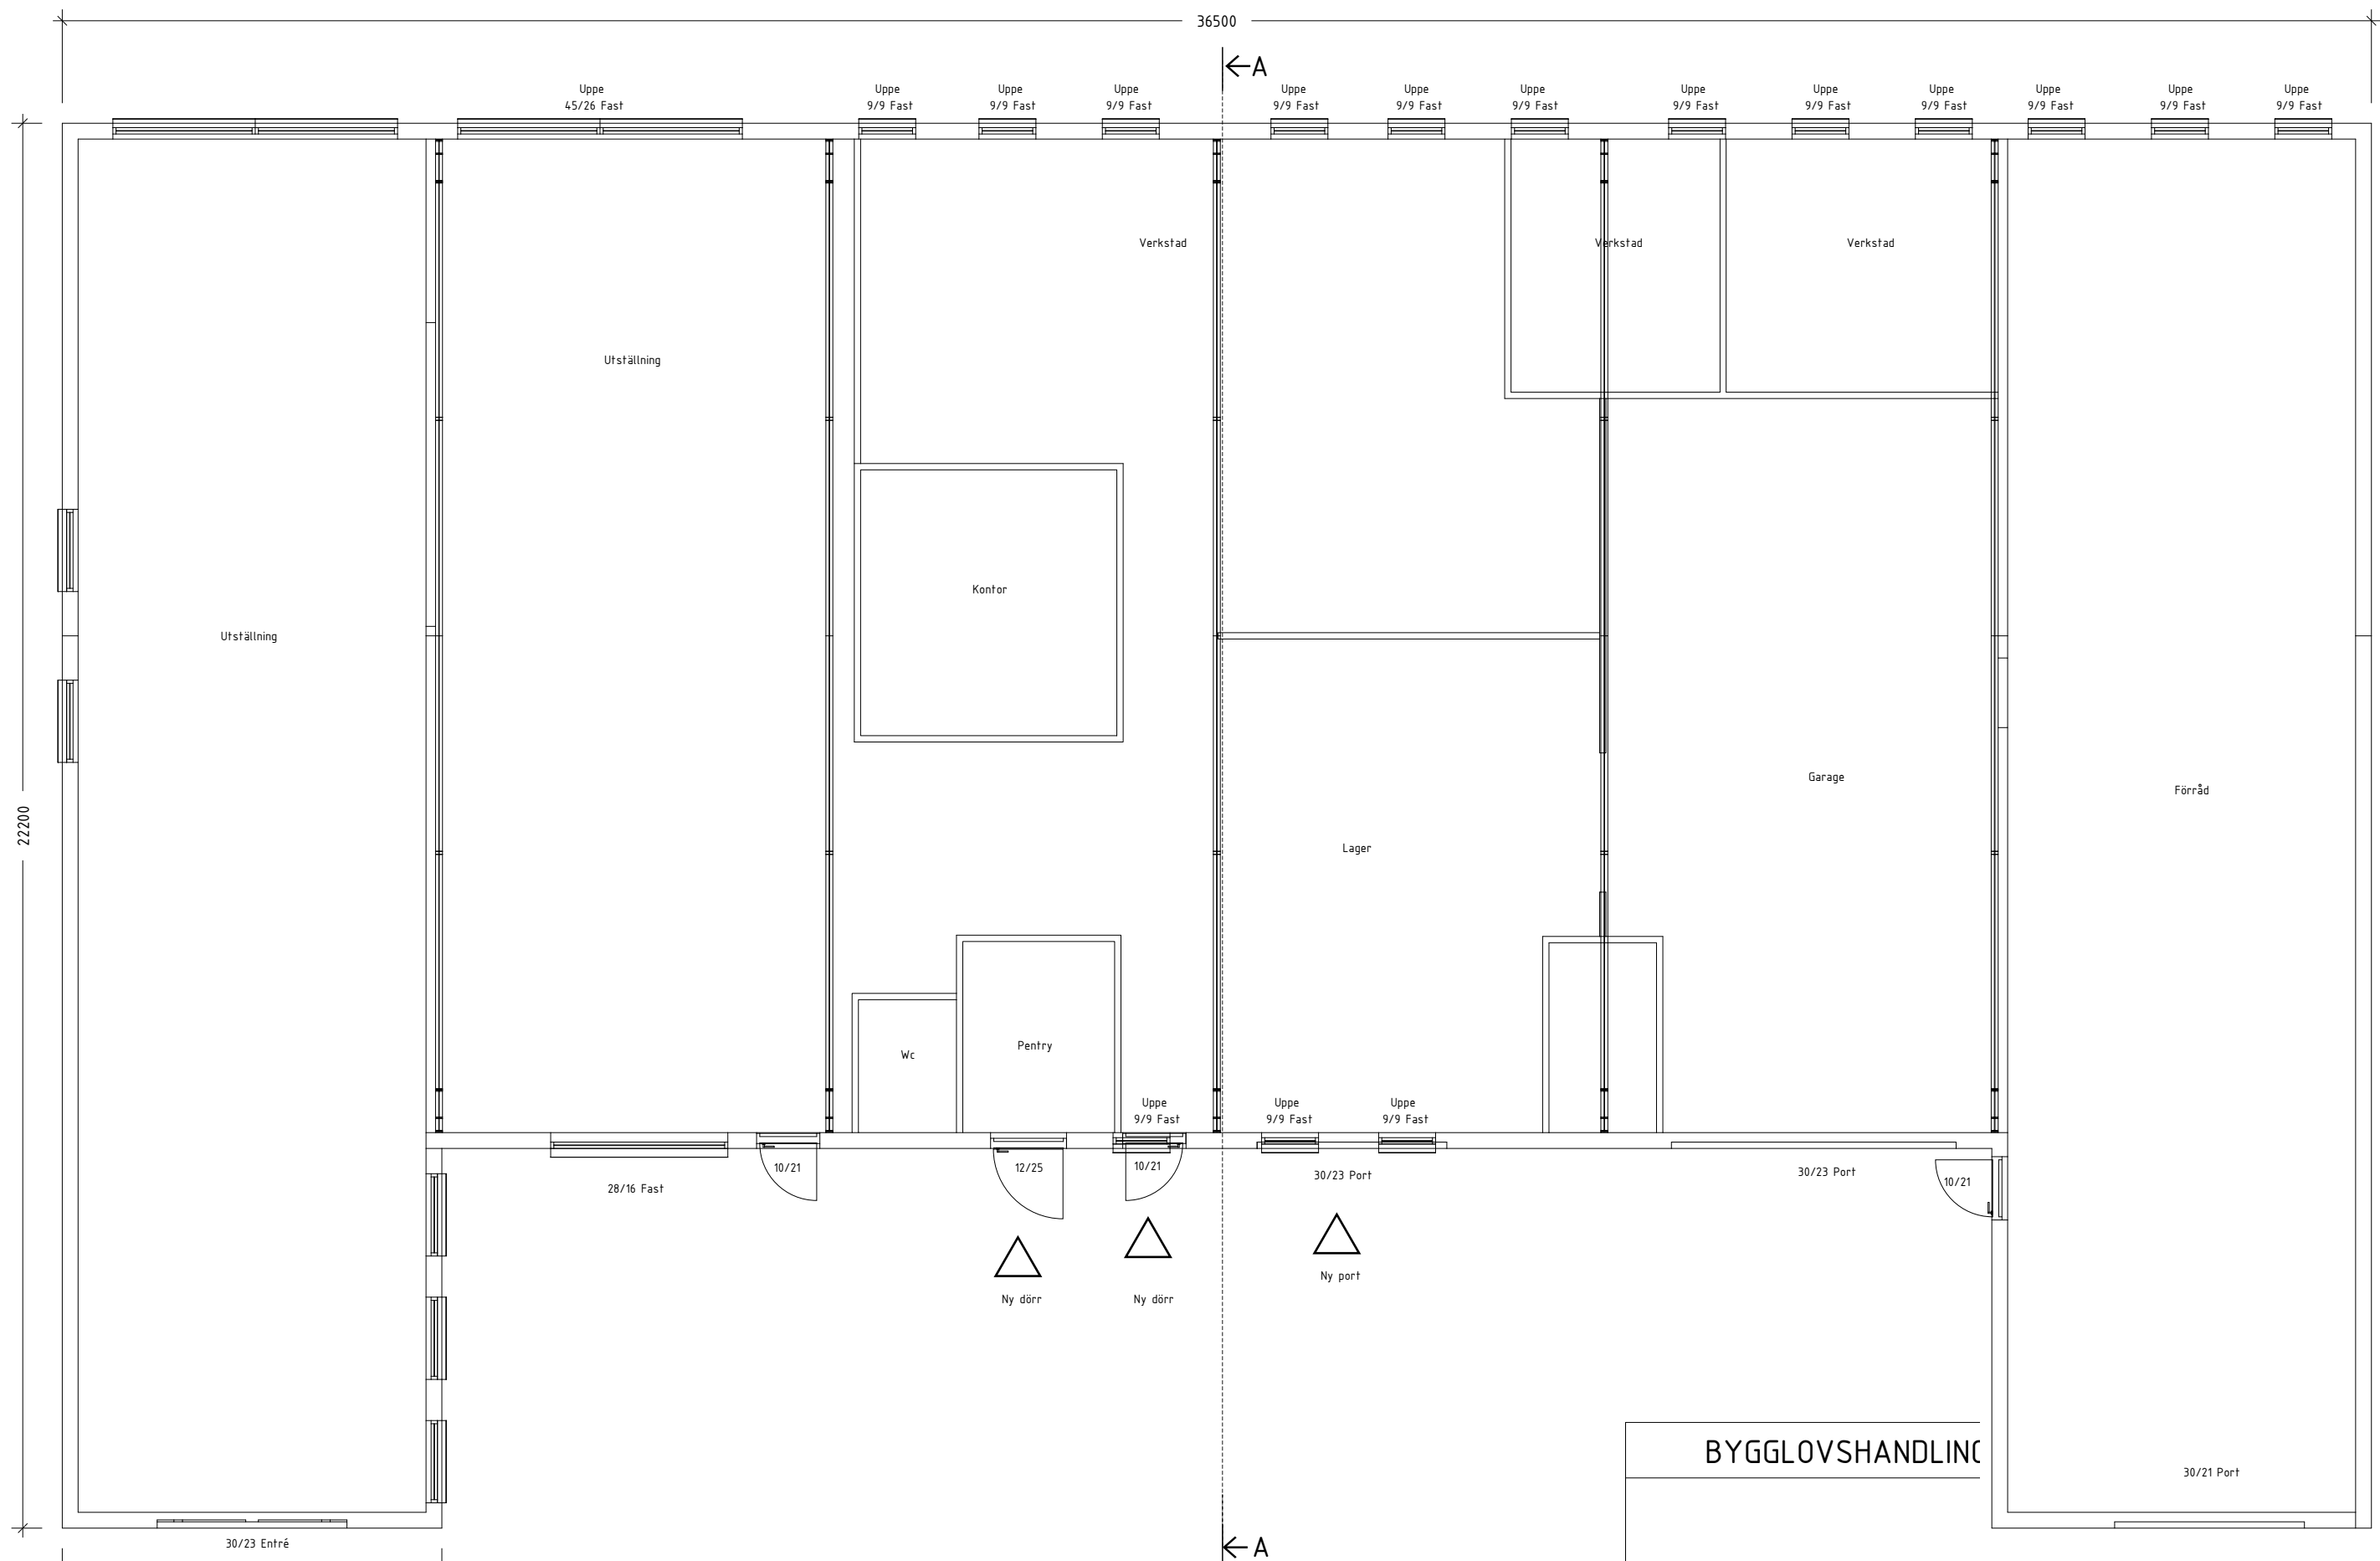 36500
A
Uppe
45/26 Fast
Uppe
9/9 Fast
Uppe
9/9 Fast
Uppe
9/9 Fast
Uppe
9/9 Fast
Uppe
9/9 Fast
Uppe
9/9 Fast
Uppe
9/9 Fast
Uppe
9/9 Fast
Uppe
9/9 Fast
Uppe
9/9 Fast
Uppe
9/9 Fast
Uppe
9/9 Fast
Verkstad
Verkstad
Verkstad
Utställning
Kontor
Utställning
Garage
Förråd
22200
Lager
Pentry
Wc
Uppe
9/9 Fast
Uppe
9/9 Fast
Uppe
9/9 Fast
10/21
12/25
10/21
30/23 Port
30/23 Port
10/21
28/16 Fast
Ny port
Ny dörr
Ny dörr
BYGGLOVSHANDLING
30/21 Port
30/23 Entré
A